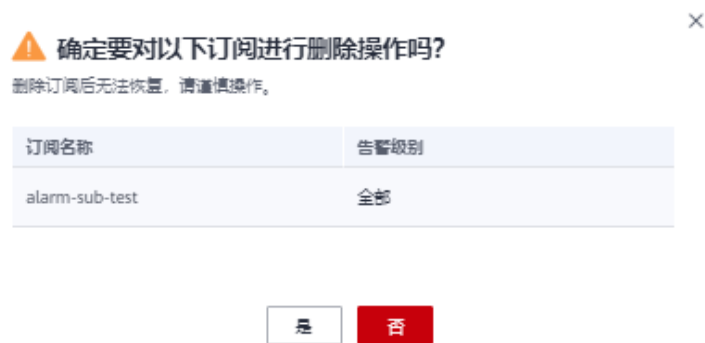 确定要对以下订阅进行删除操作吗?
删除订阅后无法恢复，请谨慎操作。
订阅名称 告警级别
alarm-sub-test 全部
是 否